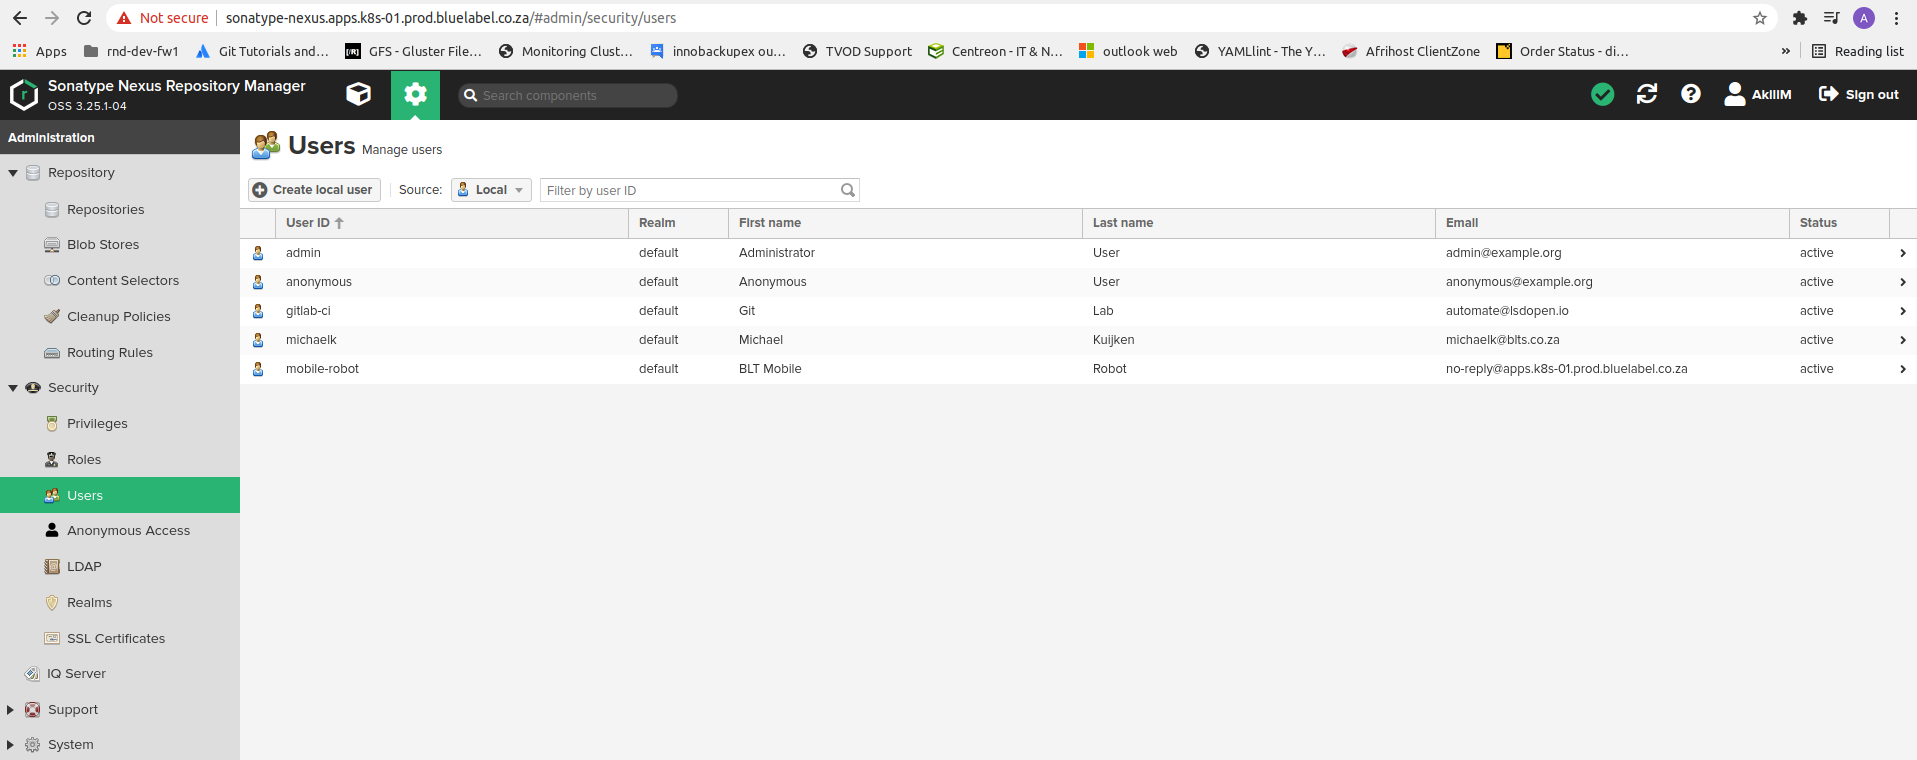 Not secure sonatype-nexus.apps.k8s-01.prod.bluelabel.co.za/#admin/security/users A
Apps rnd-dev-fw1 Git Tutorials and... [/R] GFS - Gluster File... Monitoring Clust... innobackupex ou... TVOD Support Centreon - IT & N... outlook web YAMLlint - The Y... Afrihost ClientZone Order Status - di... » Reading list
Sonatype Nexus Repository Manager
OSS 3.25.1-04
Search components
AkillM Sign out
Administration
Repository
Repositories
Blob Stores
Content Selectors
Cleanup Policies
Routing Rules
Security
Privileges
Roles
Users
Anonymous Access
LDAP
Realms
SSL Certificates
IQ Server
Support
System
Users Manage users
Create local user Source: Local Filter by user ID
User ID Realm First name Last name Email Status
admin default Administrator User admin@example.org active
anonymous default Anonymous User anonymous@example.org active
gitlab-ci default Git Lab automate@lsdopen.io active
michaelk default Michael Kuijken michaelk@blts.co.za active
mobile-robot default BLT Mobile Robot no-reply@apps.k8s-01.prod.bluelabel.co.za active